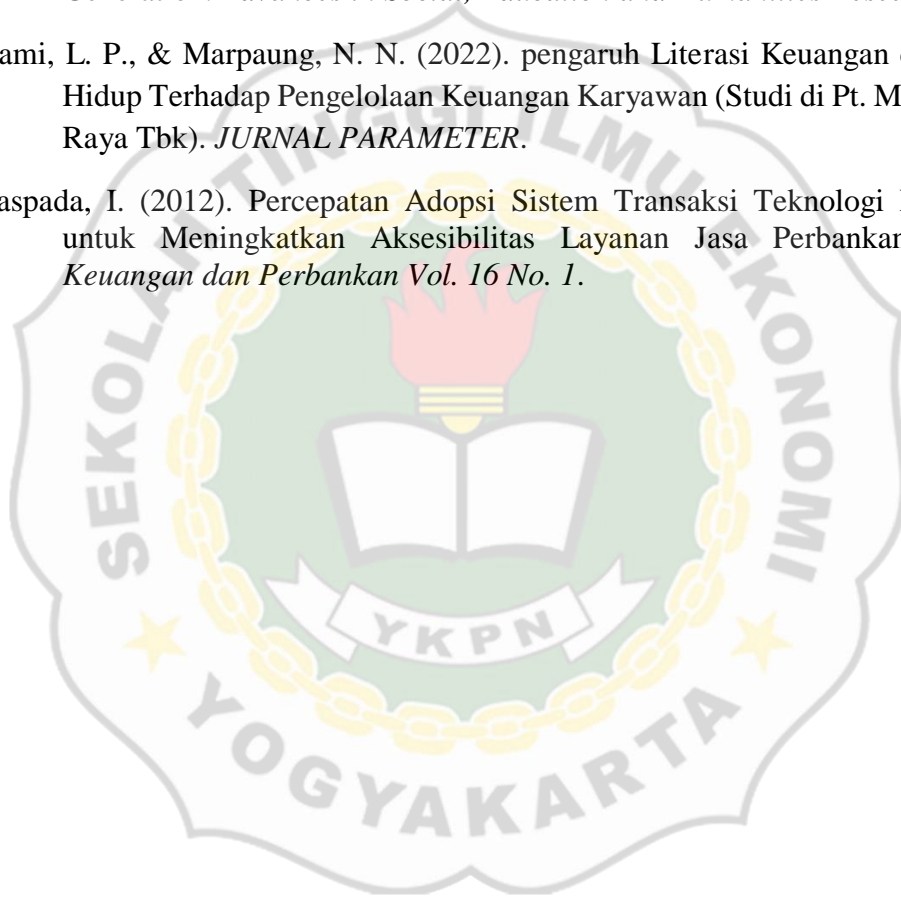 ami, L. P., & Marpaung, N. N. (2022). pengaruh Literasi Keuangan
Hidup Terhadap Pengelolaan Keuangan Karyawan (Studi di Pt. M
Raya Tbk). JURNAL PARAMETER.
aspada, I. (2012). Percepatan Adopsi Sistem Transaksi Teknologi
untuk Meningkatkan Aksesibilitas Layanan Jasa Perbankan
Keuangan dan Perbankan Vol. 16 No. 1.
SEKOLAH TINGGI ILMU EKONOMI
YKPN
YOGYAKARTA